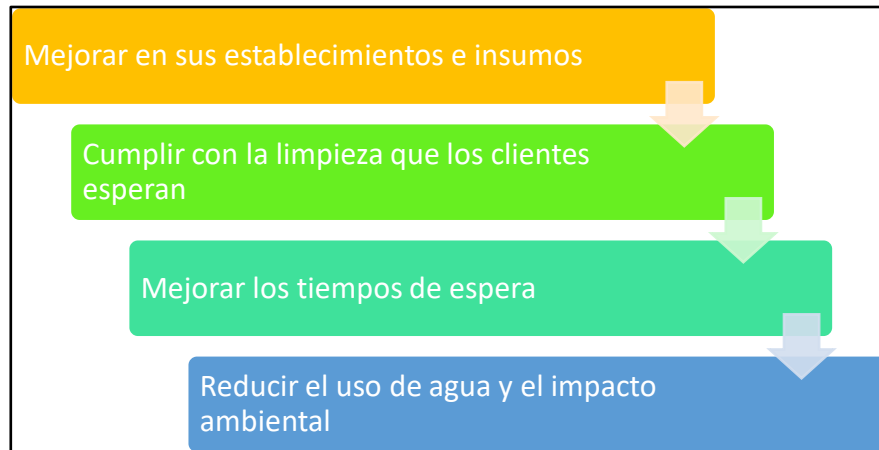 Mejorar en sus establecimientos e insumos
Cumplir con la limpieza que los clientes
esperan
Mejorar los tiempos de espera
Reducir el uso de agua y el impacto
ambiental